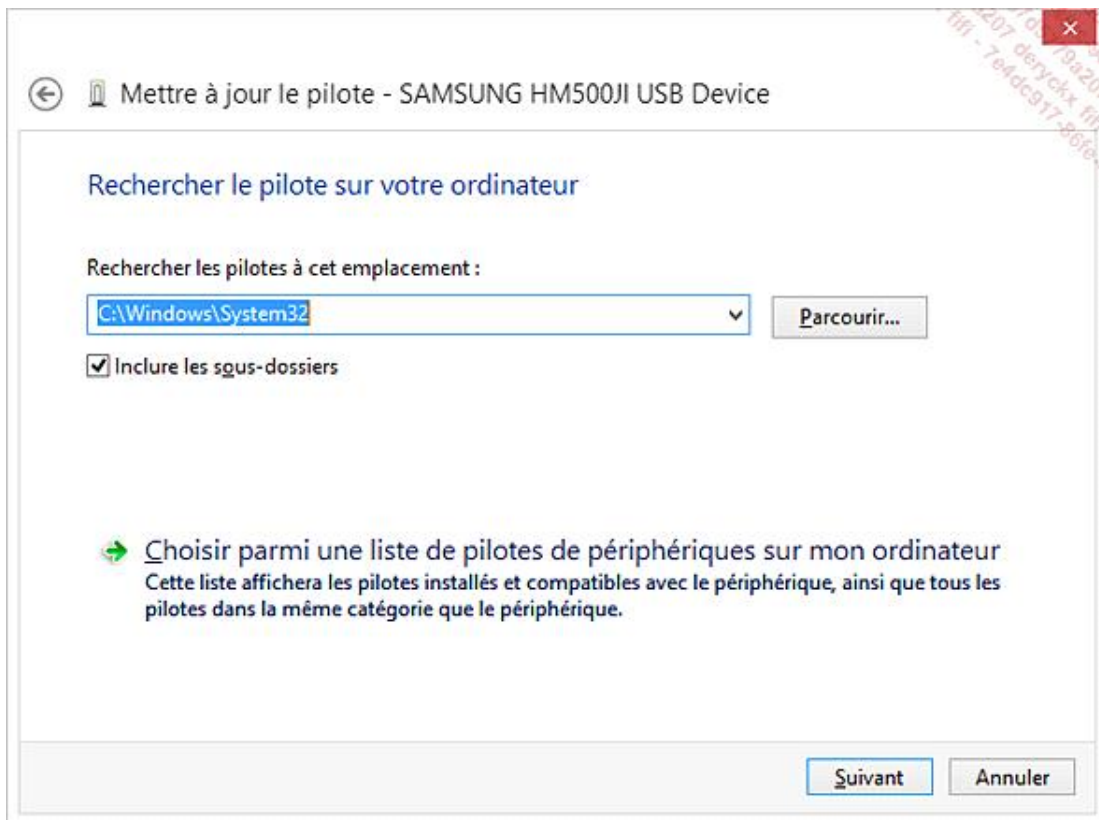 Mettre à jour le pilote - SAMSUNG HM500JI USB Device
Rechercher le pilote sur votre ordinateur
Rechercher les pilotes à cet emplacement :
C:\Windows\System32
Parcourir...
Inclure les sous-dossiers
Choisir parmi une liste de pilotes de périphériques sur mon ordinateur
Cette liste affichera les pilotes installés et compatibles avec le périphérique, ainsi que tous les
pilotes dans la même catégorie que le périphérique.
Suivant
Annuler